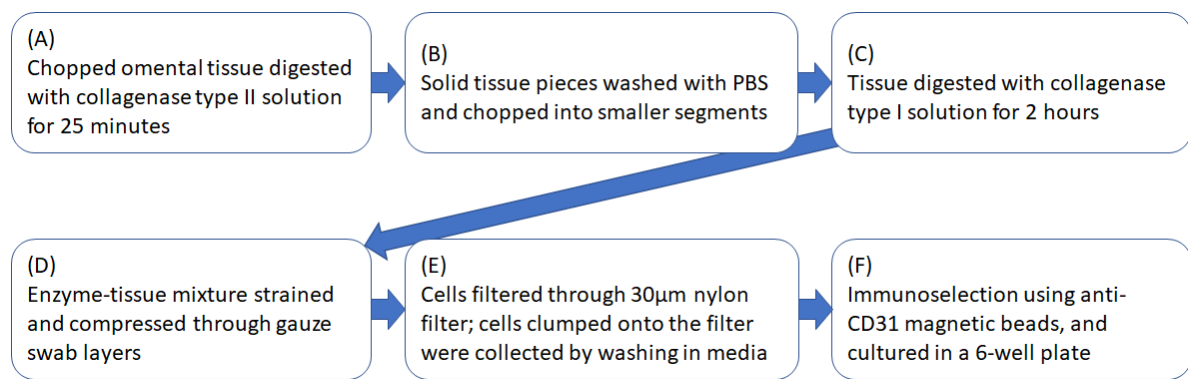 (A)
Chopped omental tissue digested
with collagenase type II solution
for 25 minutes
(B)
Solid tissue pieces washed with PBS
and chopped into smaller segments
(C)
Tissue digested with collagenase
type I solution for 2 hours
(D)
Enzyme-tissue mixture strained
and compressed through gauze
swab layers
(E)
Cells filtered through 30µm nylon
filter; cells clumped onto the filter
were collected by washing in media
(F)
Immunoselection using anti-
CD31 magnetic beads, and
cultured in a 6-well plate